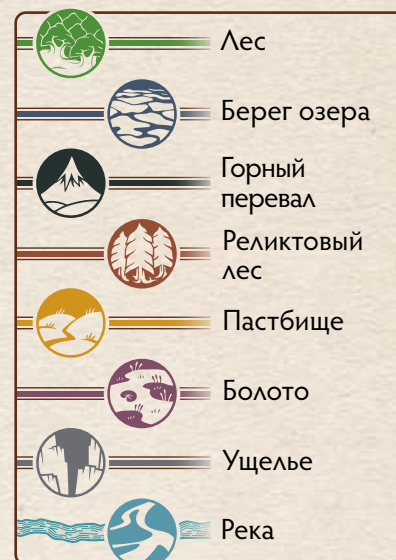 Лес
Берег озера
Горный
перевал
Реликтовый
лес
Пастбище
Болото
Ущелье
Река